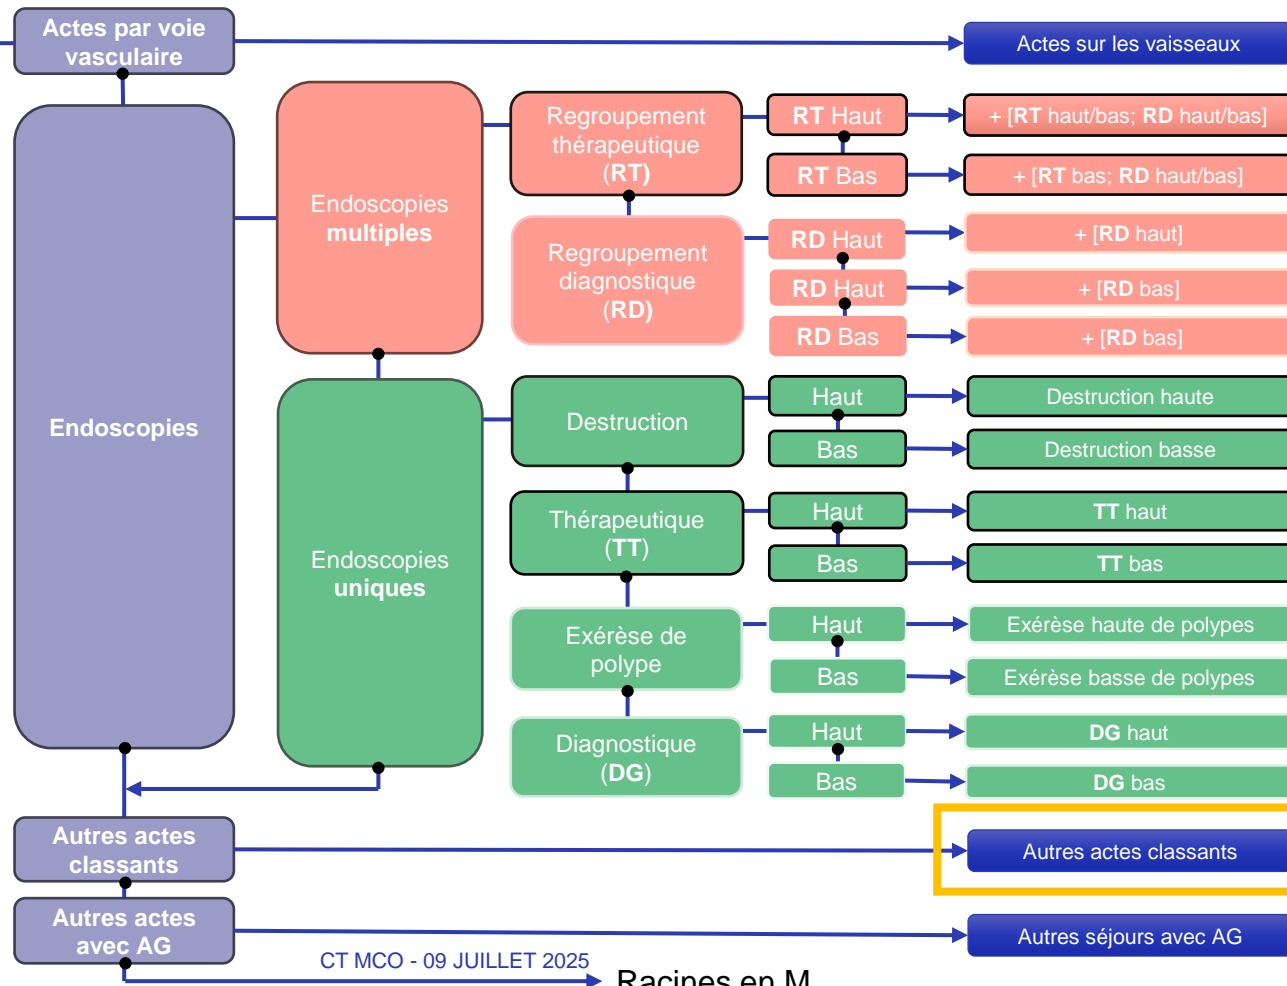 Actes par voie
vasculaire
Actes sur les vaisseaux
Endoscopies
Endoscopies
multiples
Regroupement
thérapeutique
(RT)
RT Haut
+ [RT haut/bas; RD haut/bas]
RT Bas
+ [RT bas; RD haut/bas]
Regroupement
diagnostique
(RD)
RD Haut
+ [RD haut]
RD Haut
+ [RD bas]
RD Bas
+ [RD bas]
Endoscopies
uniques
Destruction
Haut
Destruction haute
Bas
Destruction basse
Thérapeutique
(TT)
Haut
TT haut
Bas
TT bas
Exérèse de
polype
Haut
Exérèse haute de polypes
Bas
Exérèse basse de polypes
Diagnostique
(DG)
Haut
DG haut
Bas
DG bas
Autres actes
classants
Autres actes classants
Autres actes
avec AG
Autres séjours avec AG
CT MCO - 09 JUILLET 2025
Racines en M